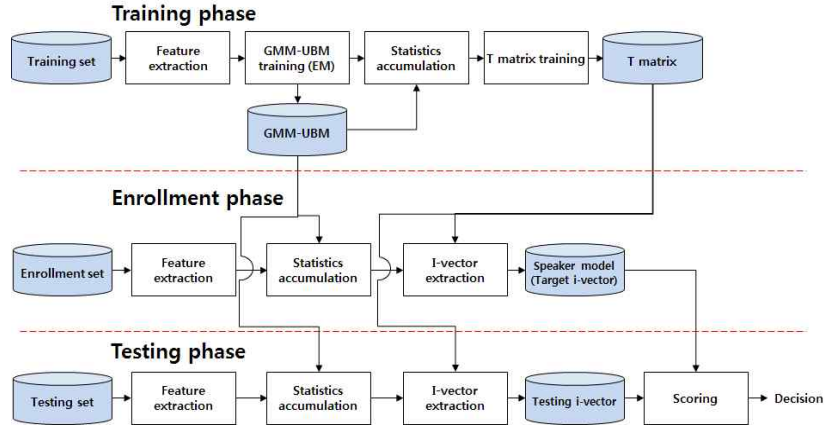 Training phase
Training set
Feature
extraction
GMM-UBM
training (EM)
Statistics
accumulation
T matrix training
T matrix
GMM-UBM
Enrollment phase
Enrollment set
Feature
extraction
Statistics
accumulation
I-vector
extraction
Speaker model
(Target i-vector)
Testing phase
Testing set
Feature
extraction
Statistics
accumulation
I-vector
extraction
Testing i-vector
Scoring
Decision